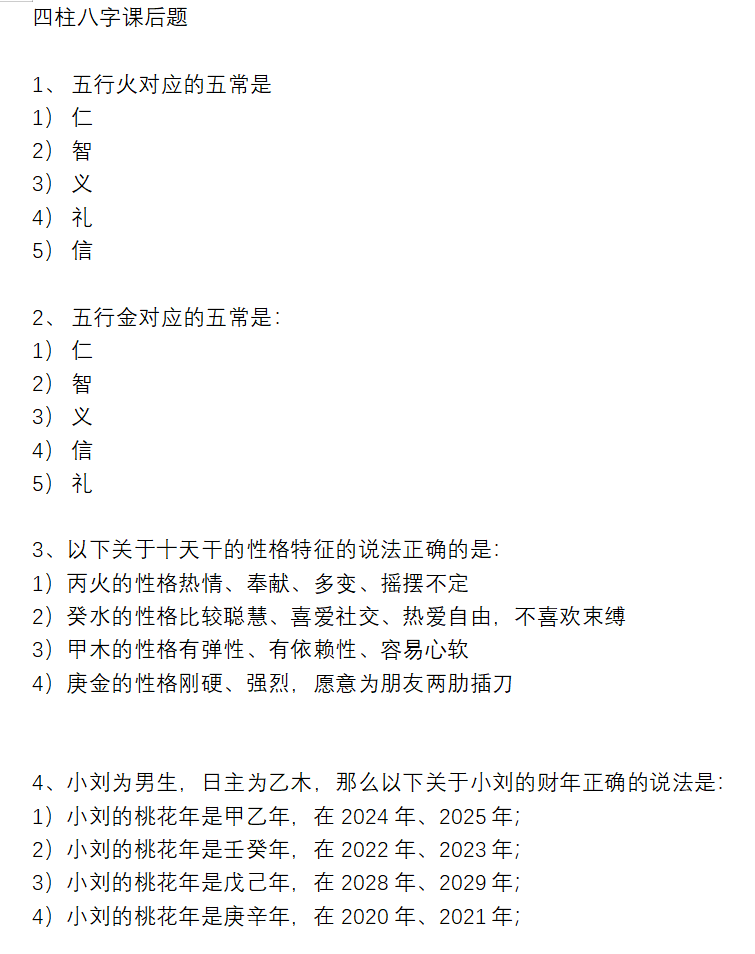 四柱八字课后题
1、 五行火对应的五常是
1） 仁
2） 智
3） 义
4） 礼
5） 信
2、 五行金对应的五常是：
1） 仁
2） 智
3） 义
4） 信
5） 礼
3、以下关于十天干的性格特征的说法正确的是：
1）丙火的性格热情、奉献、多变、摇摆不定
2）癸水的性格比较聪慧、喜爱社交、热爱自由，不喜欢束缚
3）甲木的性格有弹性、有依赖性、容易心软
4）庚金的性格刚硬、强烈，愿意为朋友两肋插刀
4、小刘为男生，日主为乙木，那么以下关于小刘的财年正确的说法是：
1）小刘的桃花年是甲乙年，在 2024 年、2025 年；
2）小刘的桃花年是壬癸年，在 2022 年、2023 年；
3）小刘的桃花年是戊己年，在 2028 年、2029 年；
4）小刘的桃花年是庚辛年，在 2020 年、2021 年；